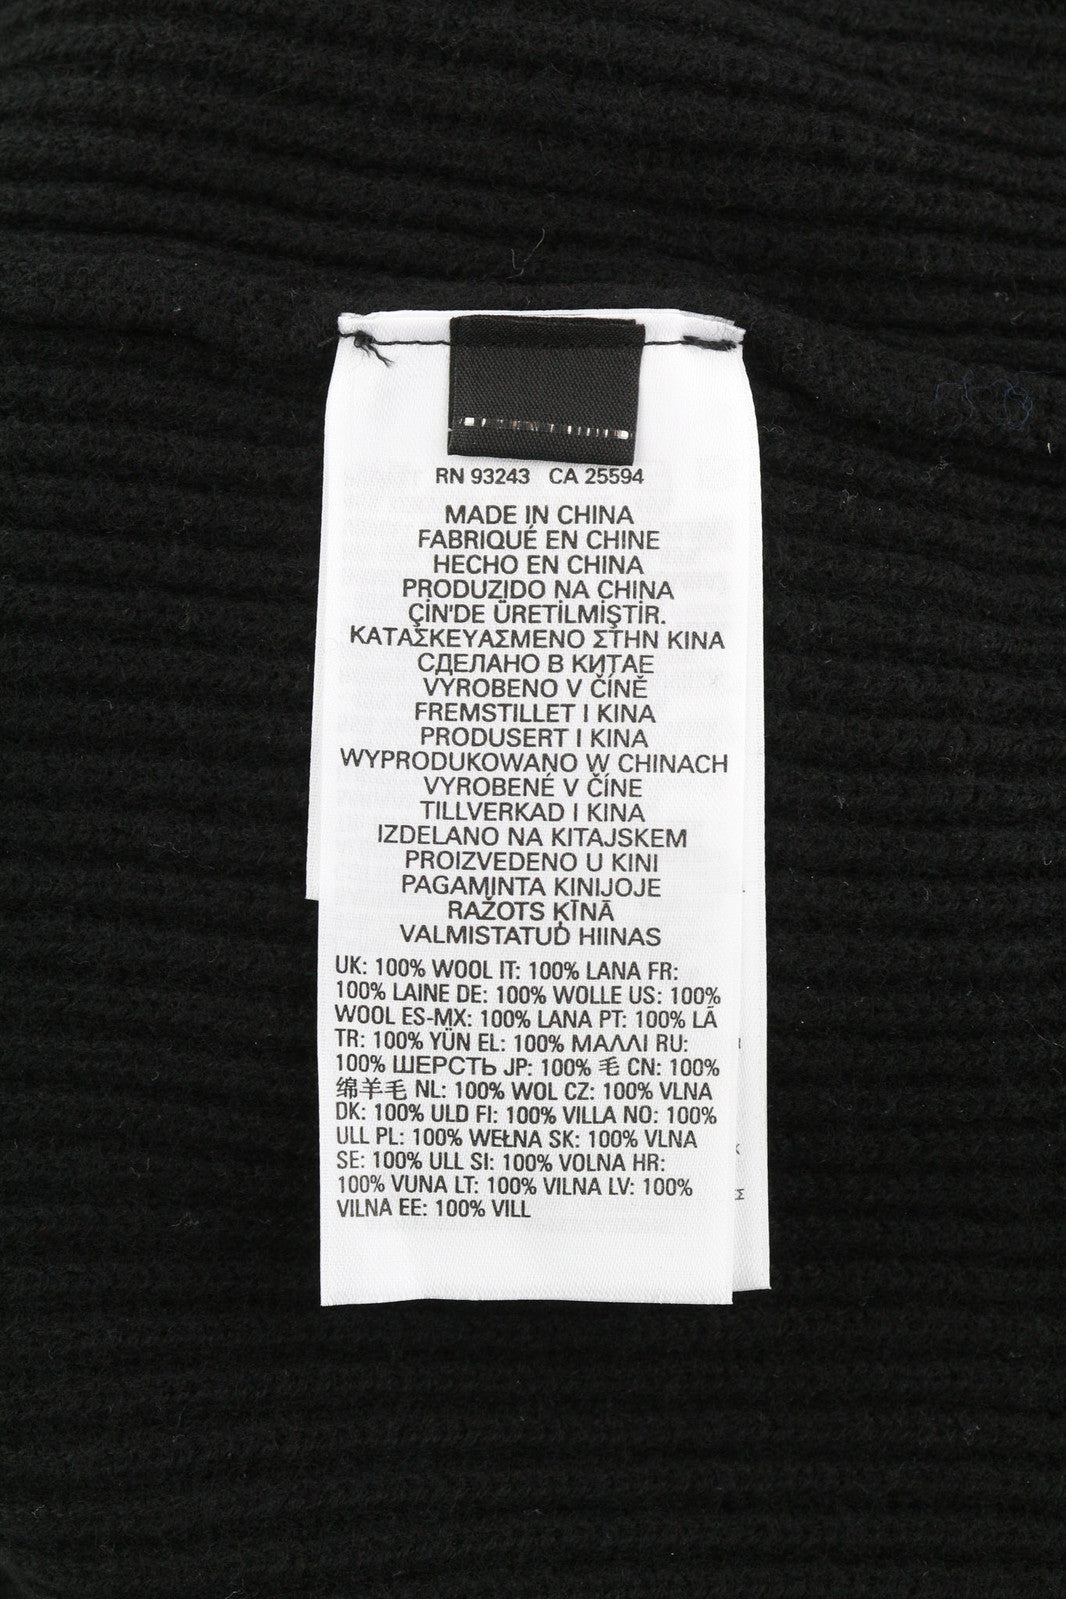 RN 93243 CA 25594
MADE IN CHINA
FABRIQUÉ EN CHINE
HECHO EN CHINA
PRODUZIDO NA CHINA
ÇİN'DE ÜRETİLMİŞTİR.
ΚΑΤΑΣΚΕΥΑΣΜΕΝΟ ΣΤΗΝ ΚΙΝΑ
СДЕЛАНО В КИТАЕ
VYROBENO V ČÍNĚ
FREMSTILLET I KINA
PRODUSERT I KINA
WYPRODUKOWANO W CHINACH
VYROBENÉ V ČÍNE
TILLVERKAD I KINA
IZDELANO NA KITAJSKEM
PROIZVEDENO U KINI
PAGAMINTA KINIJOJE
RAŽOTS ĶĪNĀ
VALMISTATUD HIINAS
UK: 100% WOOL IT: 100% LANA FR:
100% LAINE DE: 100% WOLLE US: 100%
WOOL ES-MX: 100% LANA PT: 100% LÃ
TR: 100% YÜN EL: 100% ΜΑΛΛΙ RU:
100% ШЕРСТЬ JP: 100% 毛 CN: 100%
绵羊毛 NL: 100% WOL CZ: 100% VLNA
DK: 100% ULD FI: 100% VILLA NO: 100%
ULL PL: 100% WEŁNA SK: 100% VLNA
SE: 100% ULL SI: 100% VOLNA HR:
100% VUNA LT: 100% VILNA LV: 100%
VILNA EE: 100% VILL